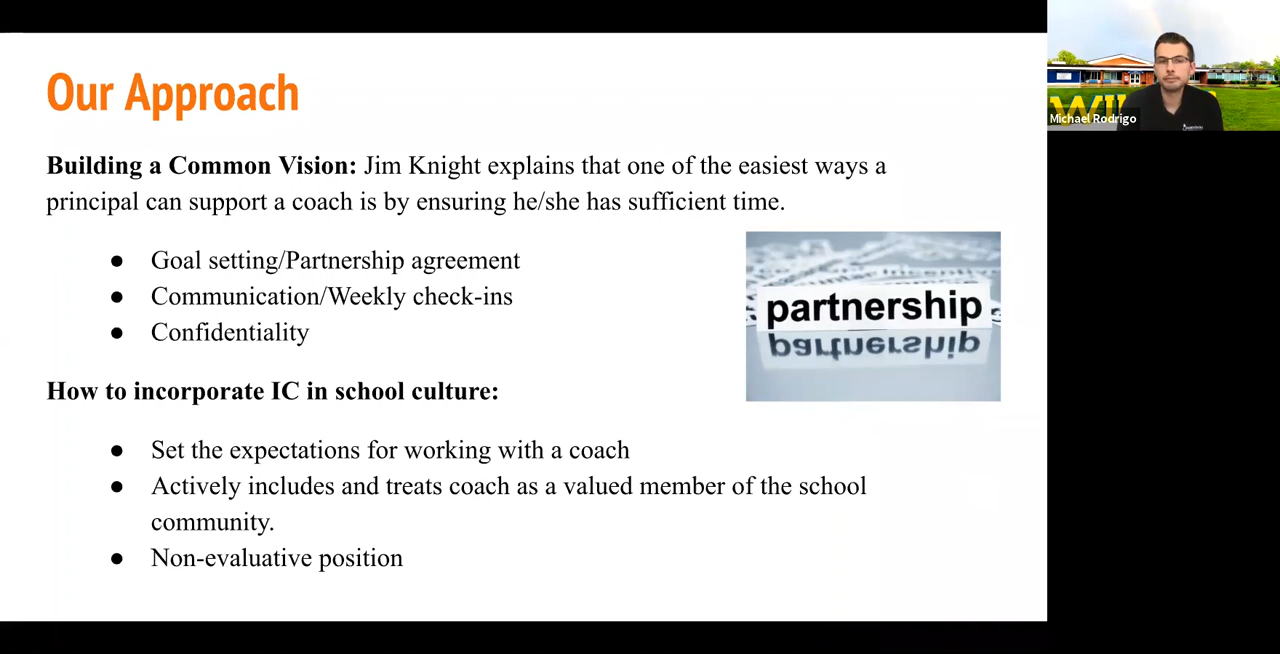 Our Approach
Building a Common Vision: Jim Knight explains that one of the easiest ways a
principal can support a coach is by ensuring he/she has sufficient time.
● Goal setting/Partnership agreement
● Communication/Weekly check-ins
● Confidentiality
partnership
How to incorporate IC in school culture:
● Set the expectations for working with a coach
● Actively includes and treats coach as a valued member of the school
community.
● Non-evaluative position
Michael Rodrigo